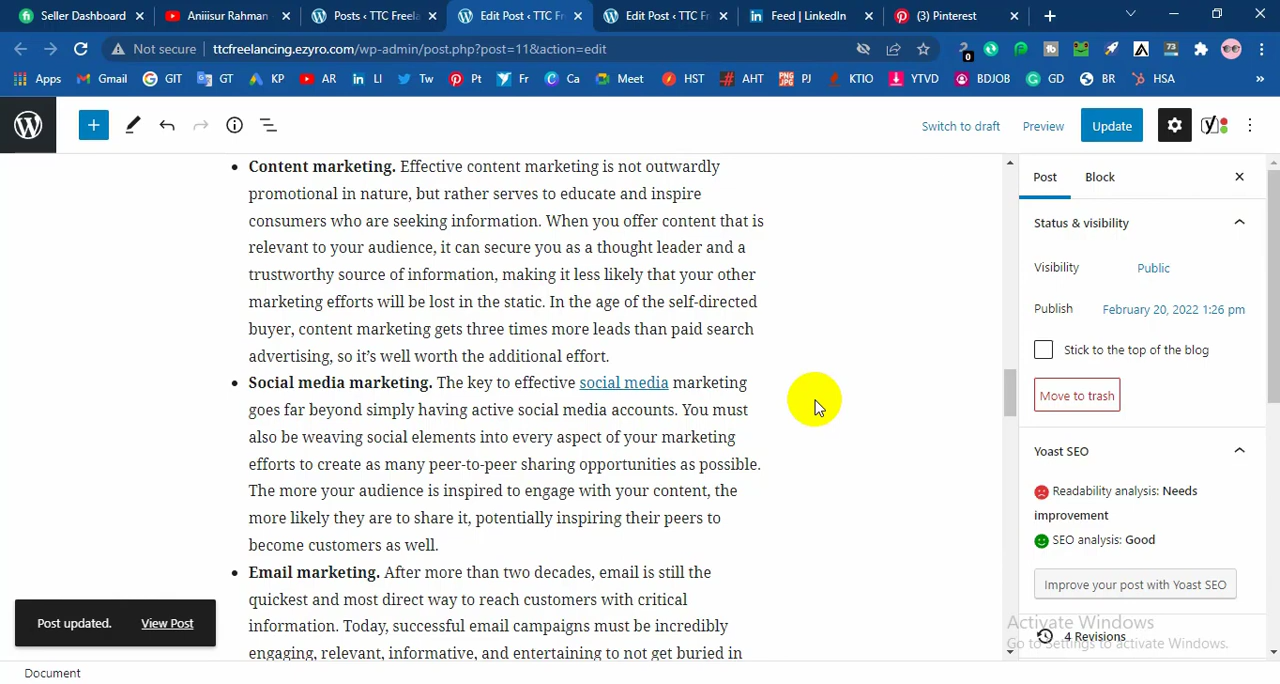 Seller Dashboard
Aniiisur Rahman
Posts ‹ TTC Freela
Edit Post ‹ TTC Fr
Edit Post ‹ TTC Fr
Feed | LinkedIn
(3) Pinterest
Not secure
ttcfreelancing.ezyro.com/wp-admin/post.php?post=11&action=edit
0
73
Apps Gmail GIT GT KP AR LI Tw Pt Fr Ca Meet HST AHT PJ KTIO YTVD BDJOB GD BR HSA »
Switch to draft
Preview
Update
Content marketing. Effective content marketing is not outwardly
promotional in nature, but rather serves to educate and inspire
consumers who are seeking information. When you offer content that is
relevant to your audience, it can secure you as a thought leader and a
trustworthy source of information, making it less likely that your other
marketing efforts will be lost in the static. In the age of the self-directed
buyer, content marketing gets three times more leads than paid search
advertising, so it’s well worth the additional effort.
Social media marketing. The key to effective social media marketing
goes far beyond simply having active social media accounts. You must
also be weaving social elements into every aspect of your marketing
efforts to create as many peer-to-peer sharing opportunities as possible.
The more your audience is inspired to engage with your content, the
more likely they are to share it, potentially inspiring their peers to
become customers as well.
Email marketing. After more than two decades, email is still the
quickest and most direct way to reach customers with critical
information. Today, successful email campaigns must be incredibly
engaging, relevant, informative, and entertaining to not get buried in
Post updated.
View Post
Document
Post
Block
Status & visibility
Visibility
Public
Publish
February 20, 2022 1:26 pm
Stick to the top of the blog
Move to trash
Yoast SEO
Readability analysis: Needs
improvement
SEO analysis: Good
Improve your post with Yoast SEO
4 Revisions
Activate Windows
Go to Settings to activate Windows.